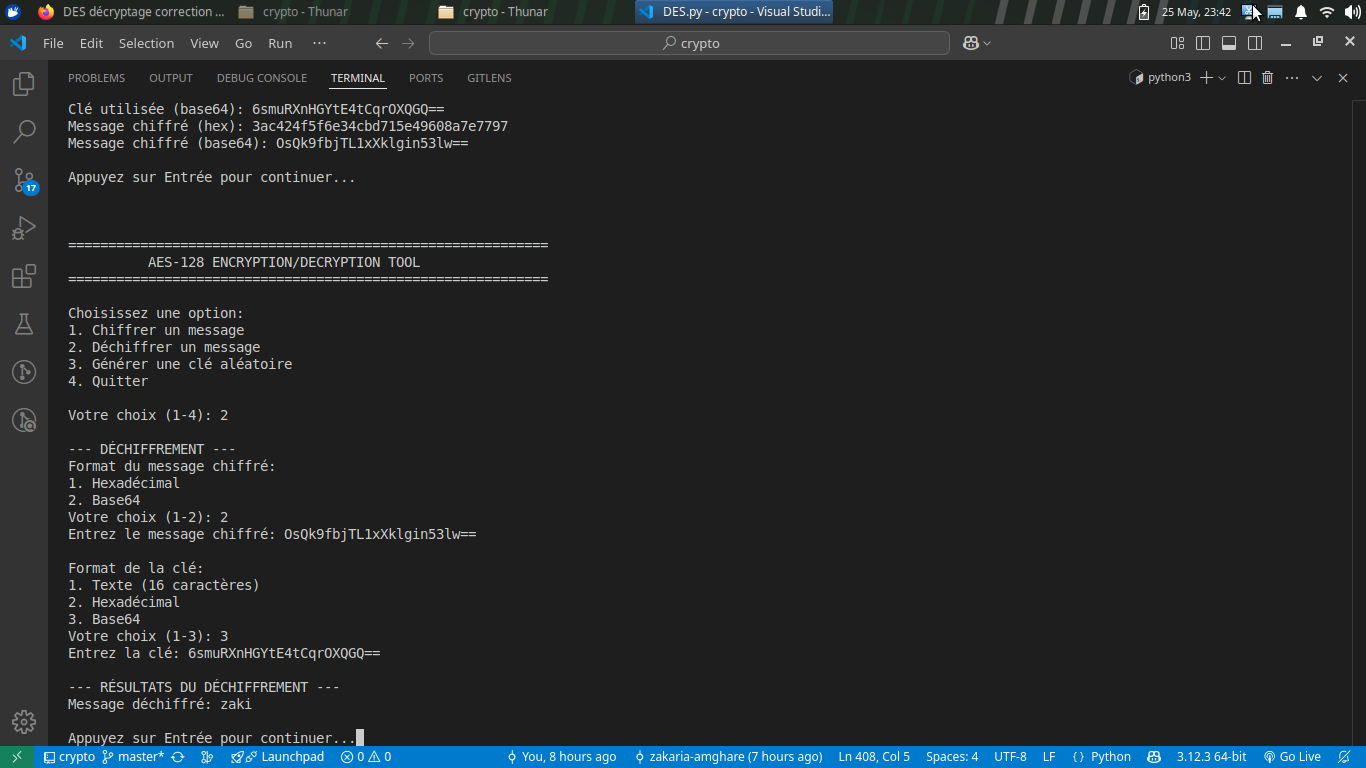 DES décryptage correction ...
crypto - Thunar
crypto - Thunar
DES.py - crypto - Visual Studi...
25 May, 23:42
File Edit Selection View Go Run ...
crypto
PROBLEMS OUTPUT DEBUG CONSOLE TERMINAL PORTS GITLENS
python3
Clé utilisée (base64): 6smuRXnHGYtE4tCqrOXQGQ==
Message chiffré (hex): 3ac424f5f6e34cbd715e49608a7e7797
Message chiffré (base64): OsQk9fbjTL1xXklgin53lw==
Appuyez sur Entrée pour continuer...
============================================================
AES-128 ENCRYPTION/DECRYPTION TOOL
============================================================
Choisissez une option:
1. Chiffrer un message
2. Déchiffrer un message
3. Générer une clé aléatoire
4. Quitter
Votre choix (1-4): 2
--- DÉCHIFFREMENT ---
Format du message chiffré:
1. Hexadécimal
2. Base64
Votre choix (1-2): 2
Entrez le message chiffré: OsQk9fbjTL1xXklgin53lw==
Format de la clé:
1. Texte (16 caractères)
2. Hexadécimal
3. Base64
Votre choix (1-3): 3
Entrez la clé: 6smuRXnHGYtE4tCqrOXQGQ==
--- RÉSULTATS DU DÉCHIFFREMENT ---
Message déchiffré: zaki
Appuyez sur Entrée pour continuer...
17
crypto master* Launchpad 0 0 You, 8 hours ago zakaria-amghare (7 hours ago) Ln 408, Col 5 Spaces: 4 UTF-8 LF { } Python 3.12.3 64-bit Go Live